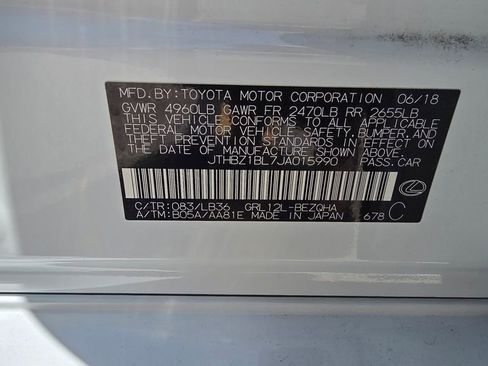 MFD.BY:TOYOTA MOTOR CORPORATION 06/18
GVWR 4960LB GAWR FR 2470LB RR 2655LB
THIS VEHICLE CONFORMS TO ALL APPLICABLE
FEDERAL MOTOR VEHICLE SAFETY,BUMPER,AND
THEFT PREVENTION STANDARDS IN EFFECT ON
THE DATE OF MANUFACTURE SHOWN ABOVE.
JTHBZ1BL7JA015990 PASS.CAR
C/TR:083/LB36 GRL12L-BEZQHA
A/TM:B05A/AA81E MADE IN JAPAN 678 C